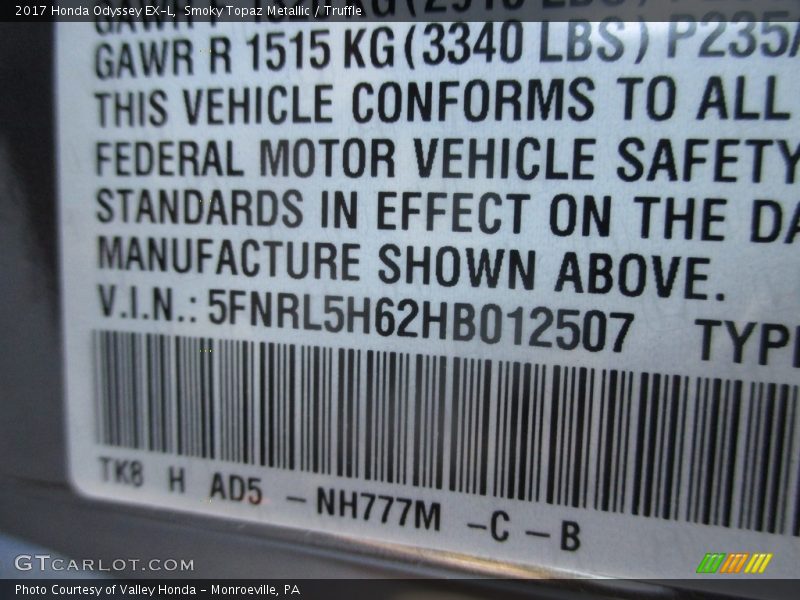 2017 Honda Odyssey EX-L, Smoky Topaz Metallic / Truffle
GAWR R 1515 KG (3340 LBS) P235/
THIS VEHICLE CONFORMS TO ALL
FEDERAL MOTOR VEHICLE SAFETY
STANDARDS IN EFFECT ON THE DA
MANUFACTURE SHOWN ABOVE.
V.I.N.: 5FNRL5H62HB012507 TYPE
TK8 H AD5 - NH777M -C - B
GTCARLOT.COM
Photo Courtesy of Valley Honda - Monroeville, PA